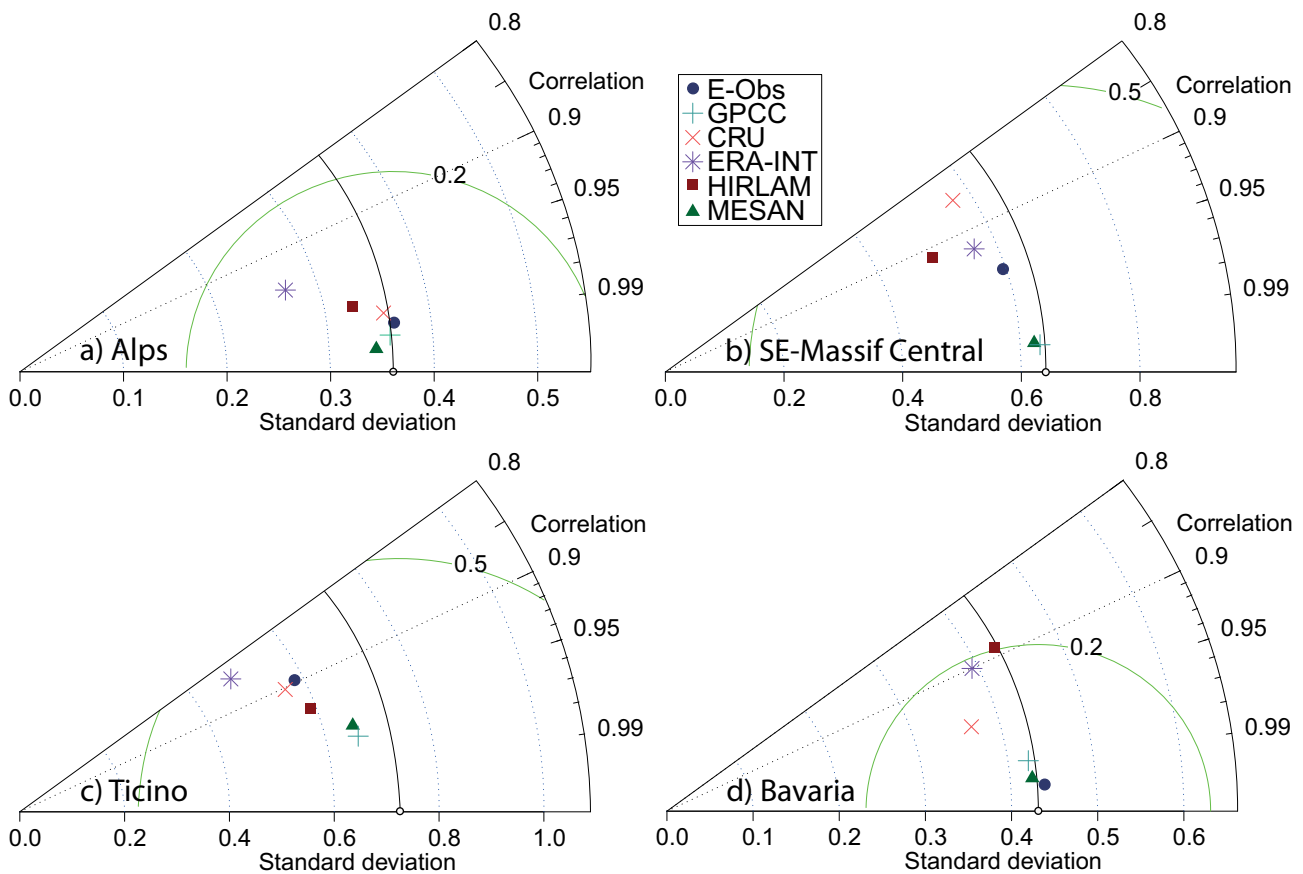 0.8
Correlation
0.9
0.2
0.95
0.99
a) Alps
0.0 0.1 0.2 0.3 0.4 0.5
Standard deviation
E-Obs
GPCC
CRU
ERA-INT
HIRLAM
MESAN
0.8
Correlation
0.5
0.9
0.95
0.99
b) SE-Massif Central
0.0 0.2 0.4 0.6 0.8
Standard deviation
0.8
Correlation
0.5
0.9
0.95
0.99
c) Ticino
0.0 0.2 0.4 0.6 0.8 1.0
Standard deviation
0.8
Correlation
0.9
0.2
0.95
0.99
d) Bavaria
0.0 0.1 0.2 0.3 0.4 0.5 0.6
Standard deviation